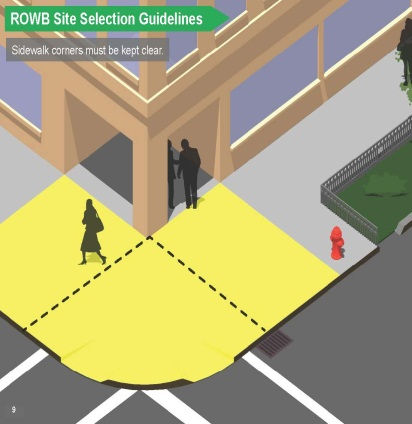 ROWB Site Selection Guidelines
Sidewalk corners must be kept clear.
9